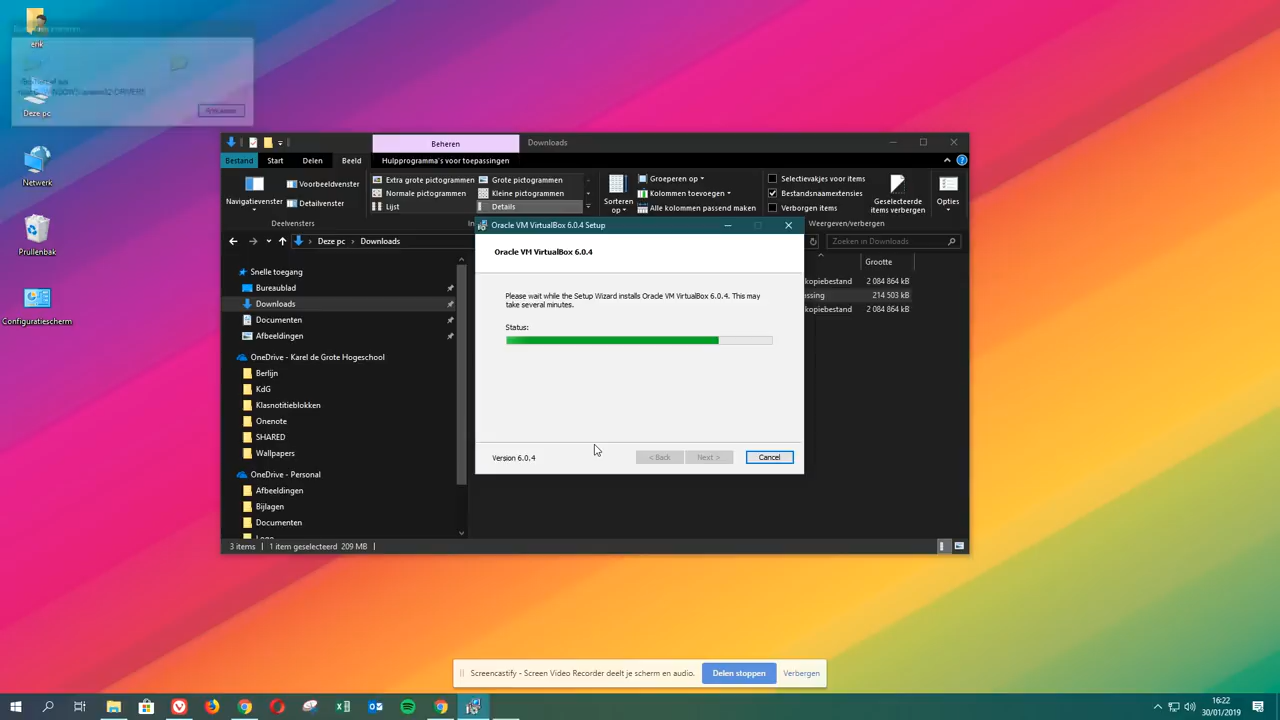 erik
Deze pc
Netwerk
Prullenbak
Configuratiescherm
Beheren
Downloads
Bestand
Start
Delen
Beeld
Hulpprogramma's voor toepassingen
Navigatievenster
Voorbeeldvenster
Detailvenster
Deelvensters
Extra grote pictogrammen
Grote pictogrammen
Normale pictogrammen
Kleine pictogrammen
Lijst
Details
Sorteren op
Groeperen op
Kolommen toevoegen
Alle kolommen passend maken
Selectievakjes voor items
Bestandsnaamextensies
Verborgen items
Geselecteerde items verbergen
Opties
Weergeven/verbergen
Deze pc
Downloads
Zoeken in Downloads
Snelle toegang
Bureaublad
Downloads
Documenten
Afbeeldingen
OneDrive - Karel de Grote Hogeschool
Berlijn
KdG
Klasnotitieblokken
Onenote
SHARED
Wallpapers
OneDrive - Personal
Afbeeldingen
Bijlagen
Documenten
Grootte
kopiebestand 2 084 864 kB
ssing 214 503 kB
kopiebestand 2 084 864 kB
3 items
1 item geselecteerd 209 MB
Oracle VM VirtualBox 6.0.4 Setup
Oracle VM VirtualBox 6.0.4
Please wait while the Setup Wizard installs Oracle VM VirtualBox 6.0.4. This may
take several minutes.
Status:
Version 6.0.4
< Back
Next >
Cancel
Screencastify - Screen Video Recorder deelt je scherm en audio.
Delen stoppen
Verbergen
16:22
30/01/2019